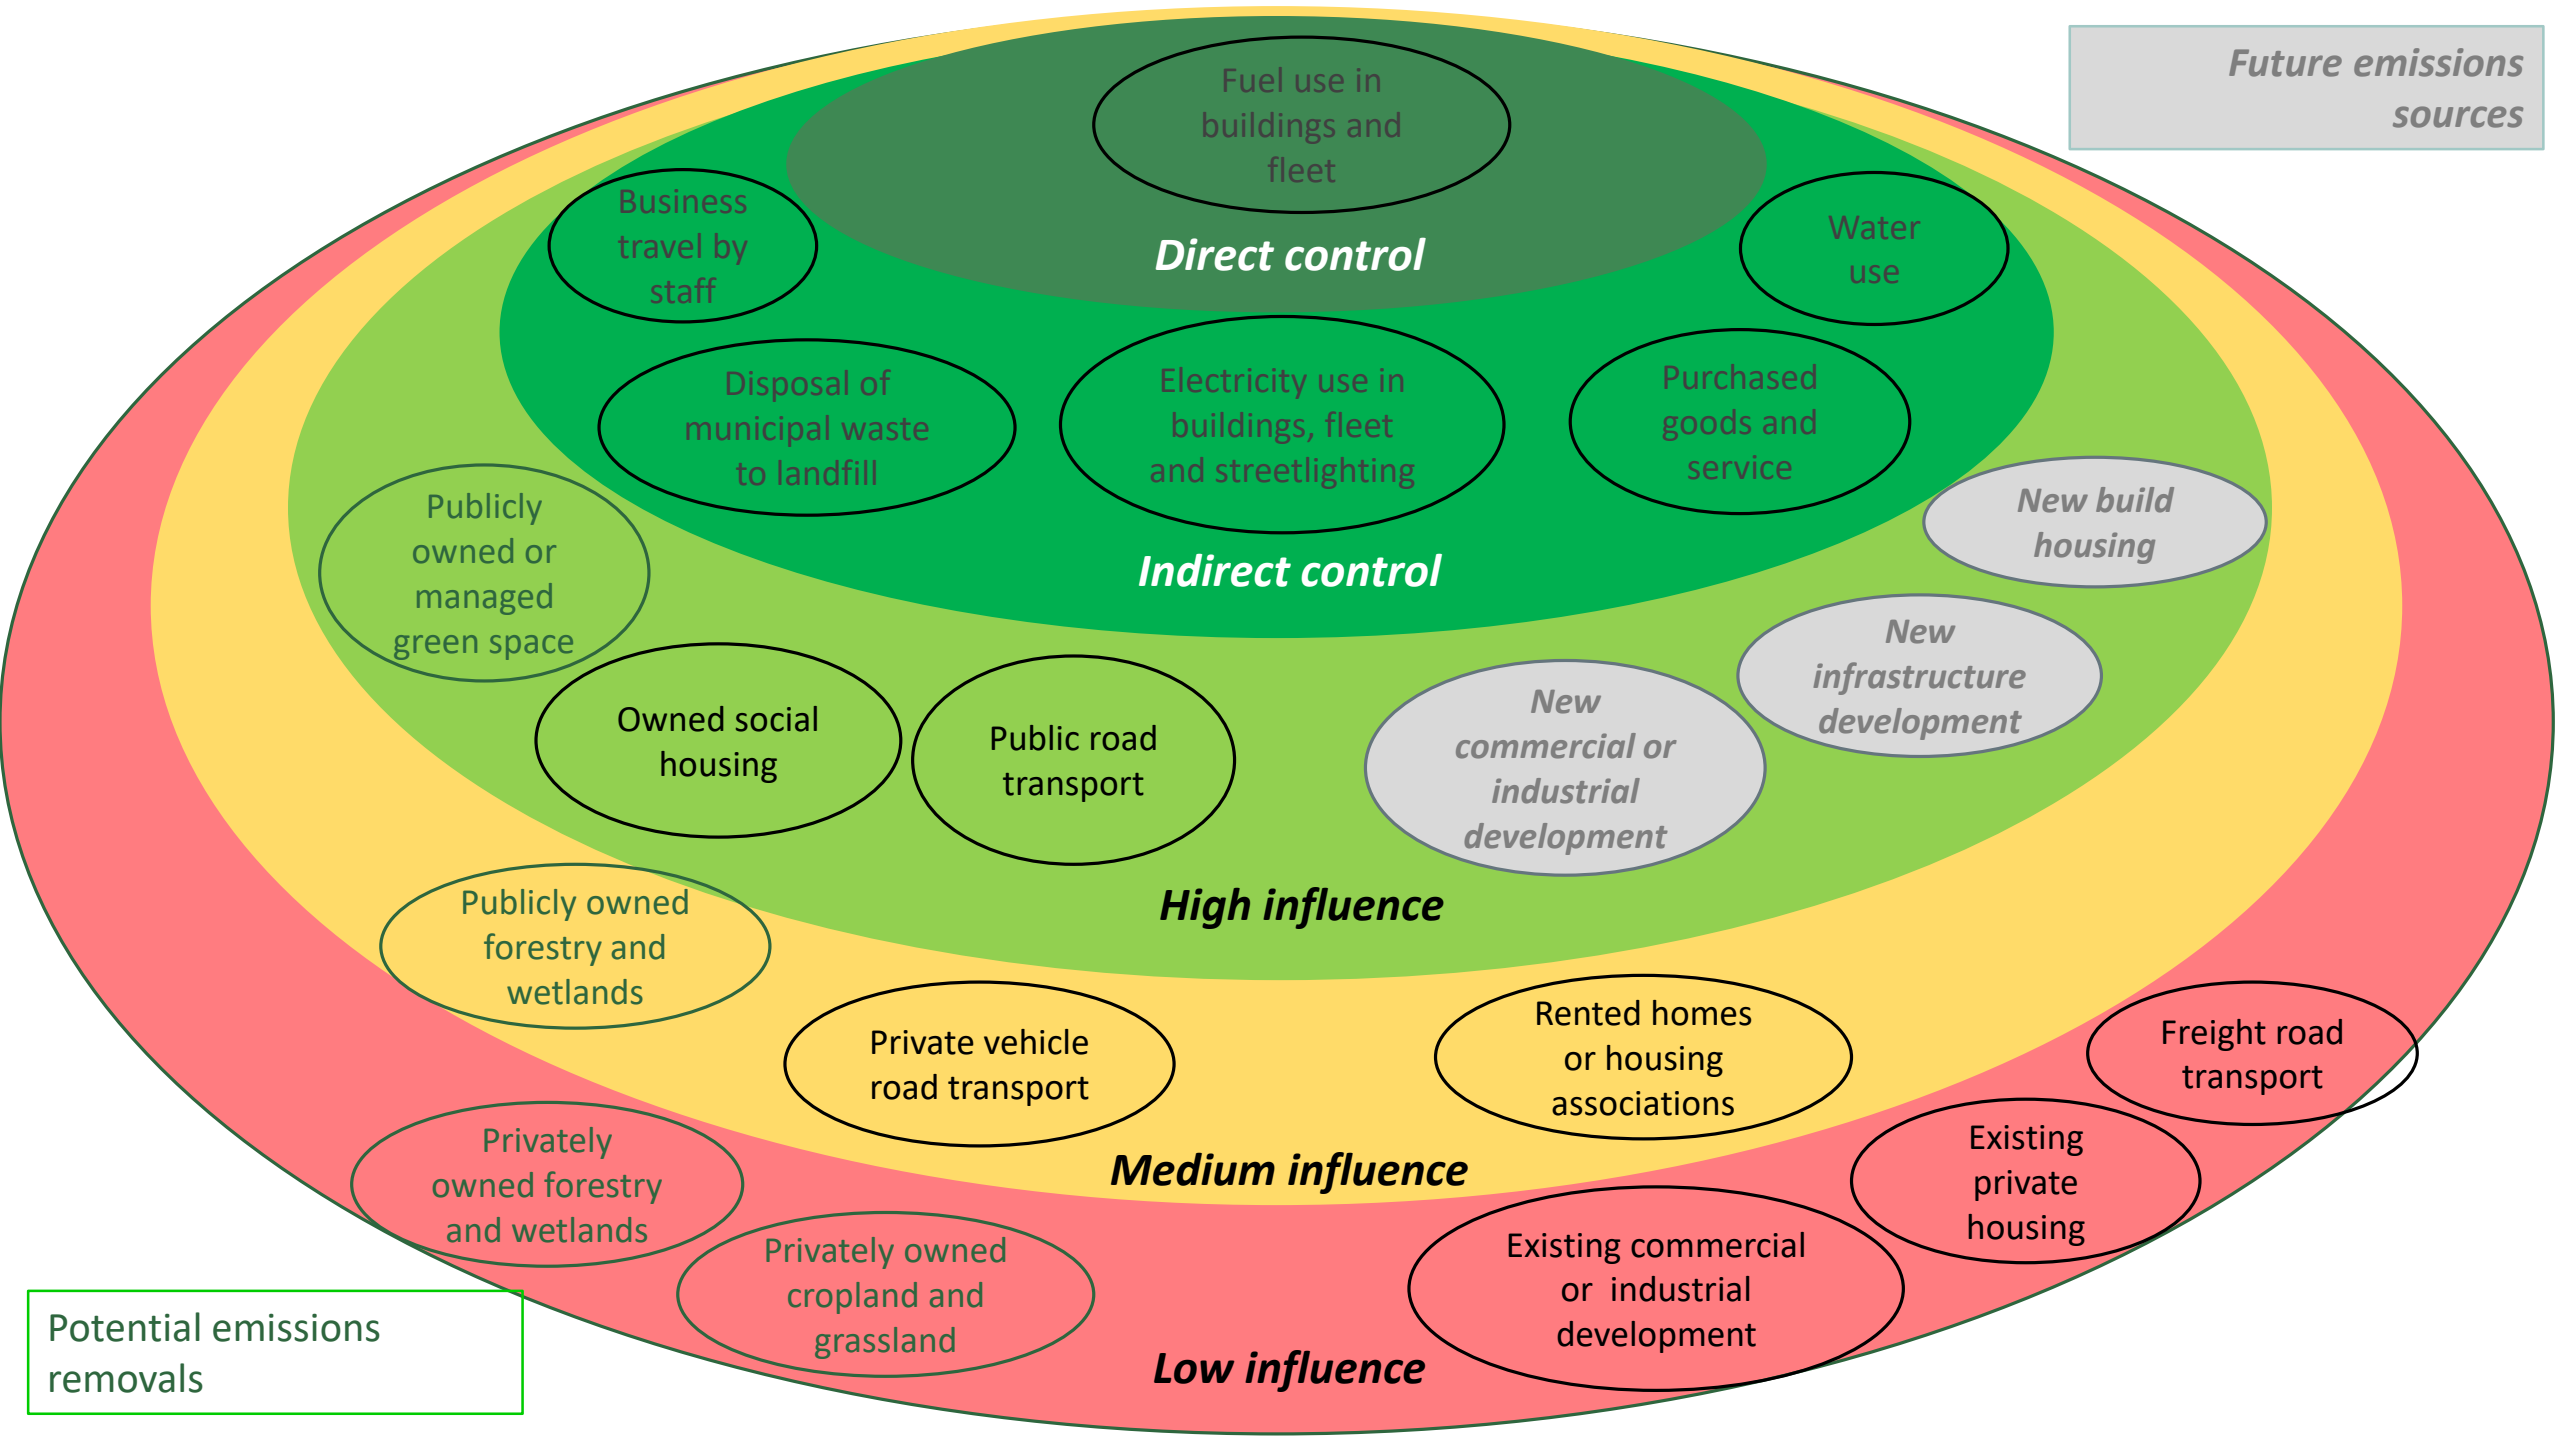 Future emissions
sources
Fuel use in
buildings and
fleet
Direct control
Business
travel by
staff
Water
use
Disposal of
municipal waste
to landfill
Electricity use in
buildings, fleet
and streetlighting
Purchased
goods and
service
Indirect control
Publicly
owned or
managed
green space
New build
housing
New
infrastructure
development
Owned social
housing
Public road
transport
New
commercial or
industrial
development
High influence
Publicly owned
forestry and
wetlands
Private vehicle
road transport
Rented homes
or housing
associations
Freight road
transport
Medium influence
Privately
owned forestry
and wetlands
Existing
private
housing
Privately owned
cropland and
grassland
Existing commercial
or industrial
development
Low influence
Potential emissions
removals